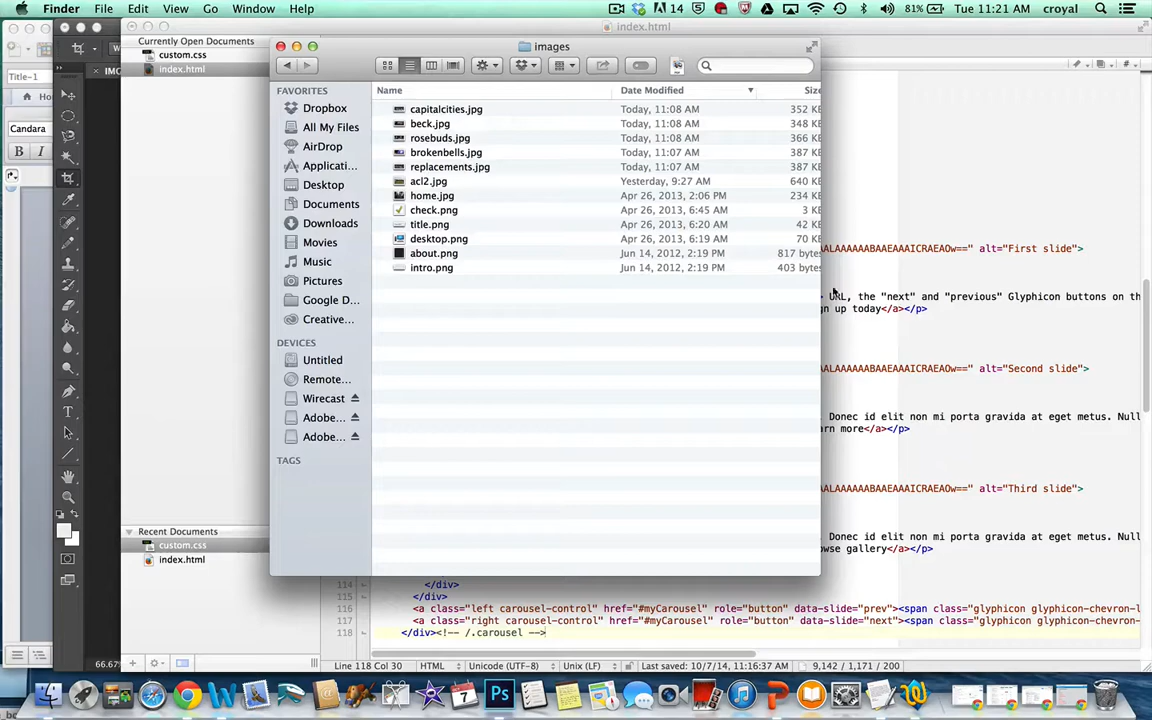 Finder File Edit View Go Window Help 14 5 81% Tue 11:21 AM croyal
index.html
Currently Open Documents
custom.css
index.html
images
Title-1
IMG
FAVORITES
Dropbox
All My Files
AirDrop
Applicati...
Desktop
Documents
Downloads
Movies
Music
Pictures
Google D...
Creative...
DEVICES
Untitled
Remote...
Wirecast
Adobe...
Adobe...
TAGS
Name Date Modified Size
capitalcities.jpg Today, 11:08 AM 352 KB
beck.jpg Today, 11:08 AM 348 KB
rosebuds.jpg Today, 11:08 AM 366 KB
brokenbells.jpg Today, 11:07 AM 387 KB
replacements.jpg Today, 11:07 AM 387 KB
acl2.jpg Yesterday, 9:27 AM 640 KB
home.jpg Apr 26, 2013, 2:06 PM 234 KB
check.png Apr 26, 2013, 6:45 AM 3 KB
title.png Apr 26, 2013, 6:20 AM 42 KB
desktop.png Apr 26, 2013, 6:19 AM 70 KB
about.png Jun 14, 2012, 2:19 PM 817 bytes
intro.png Jun 14, 2012, 2:19 PM 403 bytes
Candara
B I
ALAAAAAABAAEAAAICRAEAOw==" alt="First slide">
URL, the "next" and "previous" Glyphicon buttons on th
gn up today</a></p>
ALAAAAAABAAEAAAICRAEAOw==" alt="Second slide">
. Donec id elit non mi porta gravida at eget metus. Null
arn more</a></p>
ALAAAAAABAAEAAAICRAEAOw==" alt="Third slide">
. Donec id elit non mi porta gravida at eget metus. Null
owse gallery</a></p>
Recent Documents
custom.css
index.html
114 </div>
115 </div>
116 <a class="left carousel-control" href="#myCarousel" role="button" data-slide="prev"><span class="glyphicon glyphicon-chevron-l
117 <a class="right carousel-control" href="#myCarousel" role="button" data-slide="next"><span class="glyphicon glyphicon-chevron-
118 </div><!-- /.carousel -->
66.67
Line 118 Col 30 HTML Unicode (UTF-8) Unix (LF) Last saved: 10/7/14 11:16:37 AM 9,142 / 1,171 / 200
Ps
7